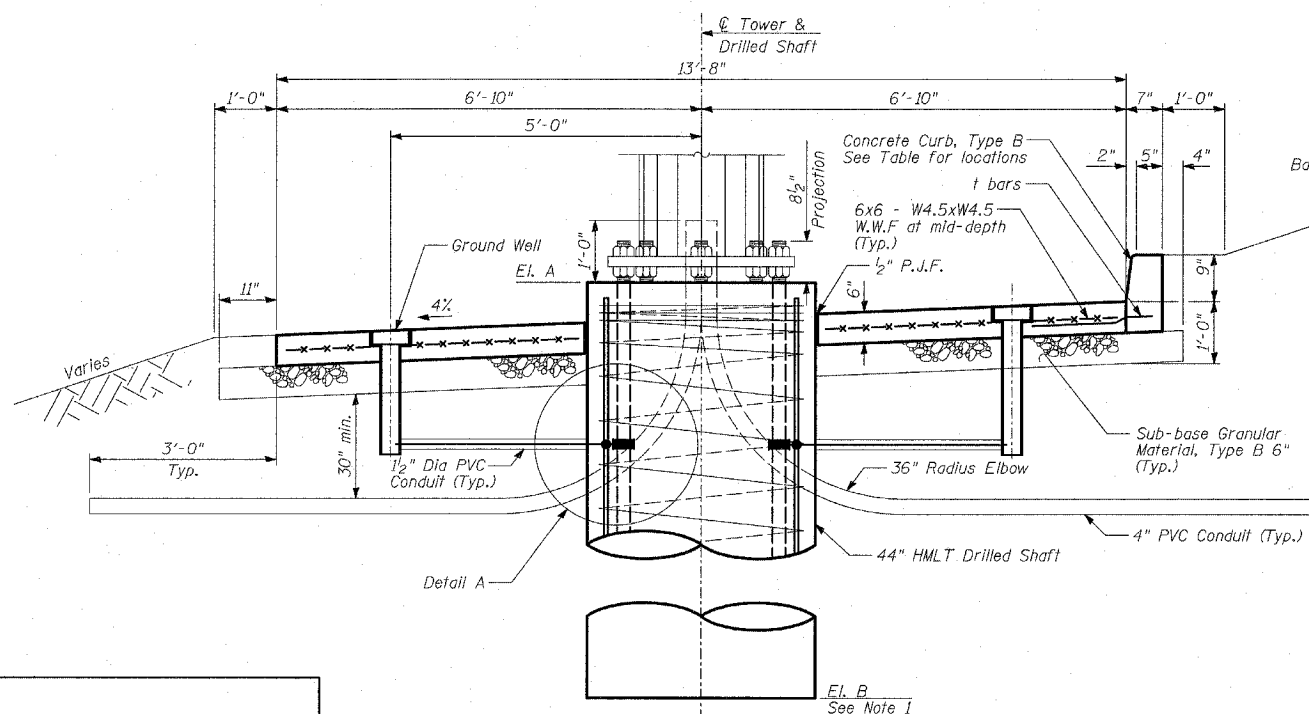 ℄ Tower &
Drilled Shaft
13'-8"
1'-0"
6'-10"
6'-10"
7"
1'-0"
5'-0"
Concrete Curb, Type B
See Table for locations
2"
5"
4"
Ba
t bars
8½"
Projection
6x6 - W4.5xW4.5
W.W.F at mid-depth
(Typ.)
Ground Well
1'-0"
½" P.J.F.
El. A
9"
11"
4%
6"
1'-0"
Varies
30" min.
3'-0"
Typ.
1½" Dia PVC
Conduit (Typ.)
Sub-base Granular
Material, Type B 6"
(Typ.)
36" Radius Elbow
4" PVC Conduit (Typ.)
44" HMLT Drilled Shaft
Detail A
El. B
See Note 1